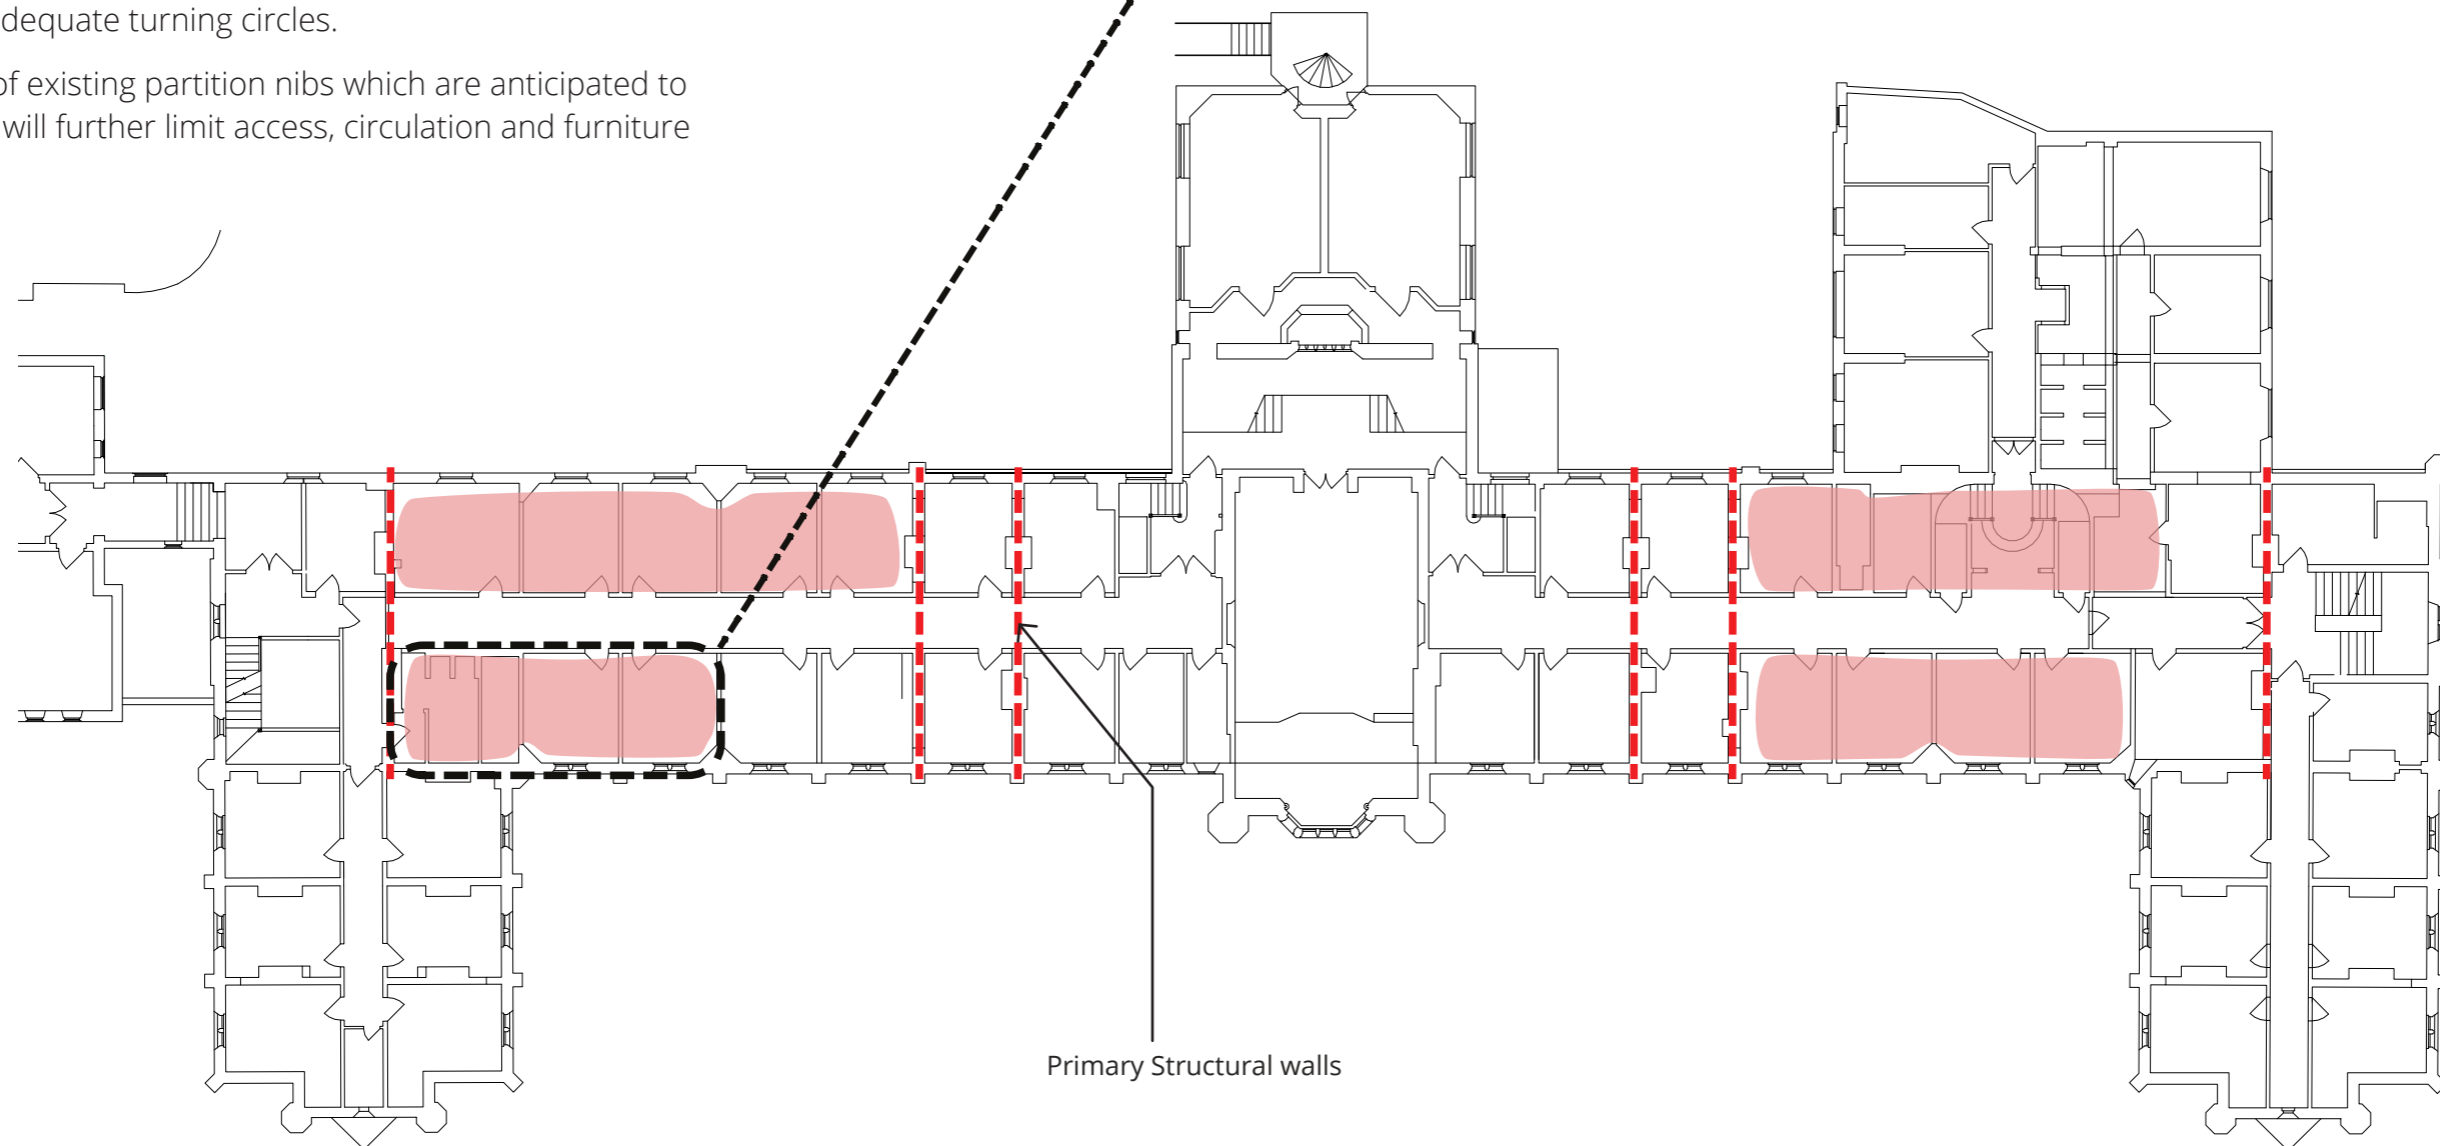 dequate turning circles.
of existing partition nibs which are anticipated to
will further limit access, circulation and furniture
Primary Structural walls